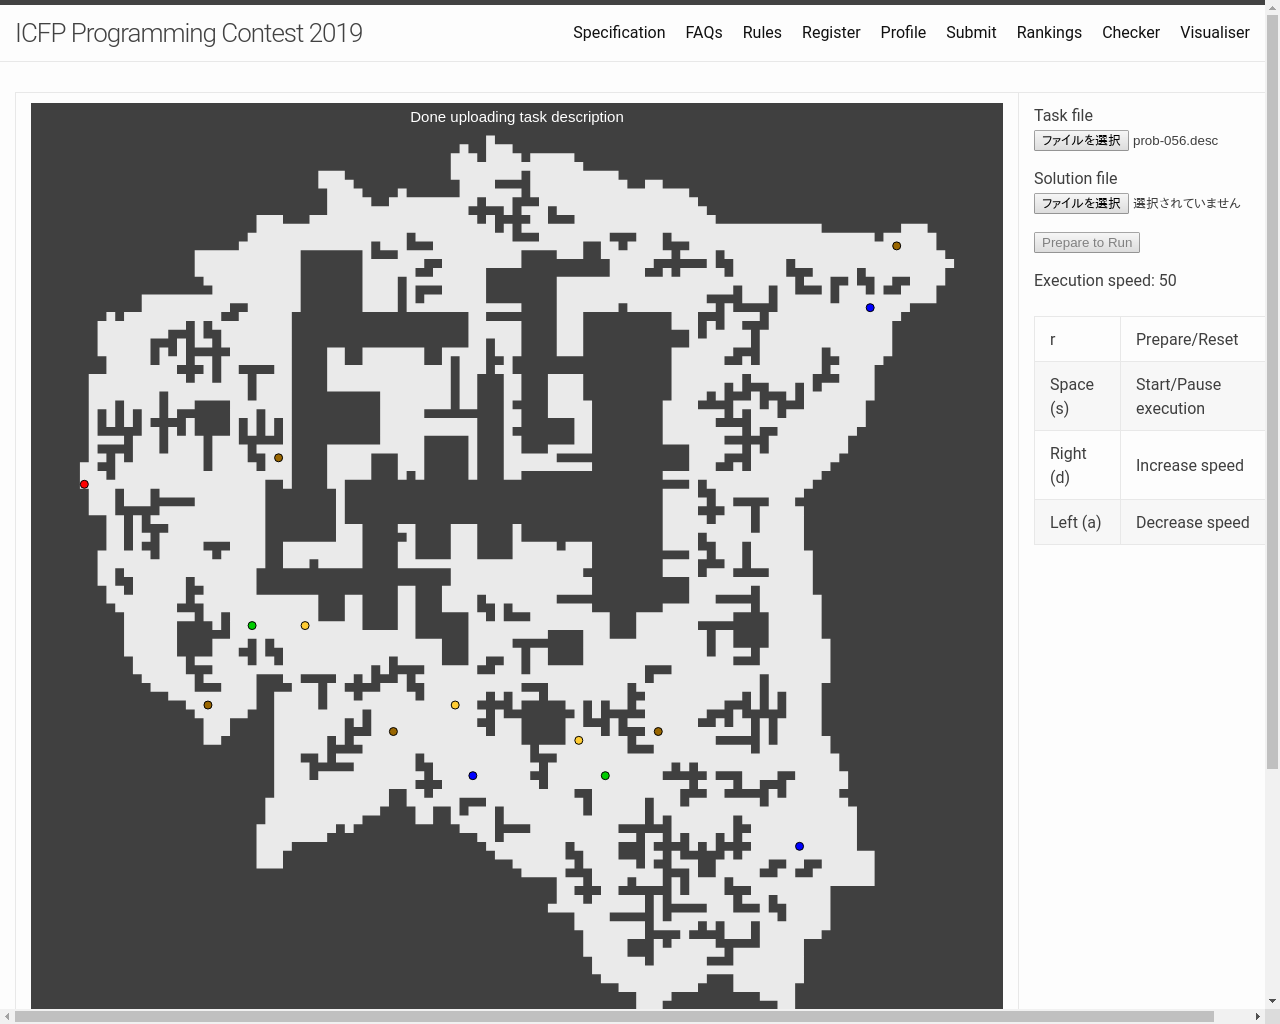 ICFP Programming Contest 2019
Specification FAQs Rules Register Profile Submit Rankings Checker Visualiser
Done uploading task description
Task file
ファイルを選択 prob-056.desc
Solution file
ファイルを選択 選択されていません
Prepare to Run
Execution speed: 50
r Prepare/Reset
Space (s) Start/Pause execution
Right (d) Increase speed
Left (a) Decrease speed